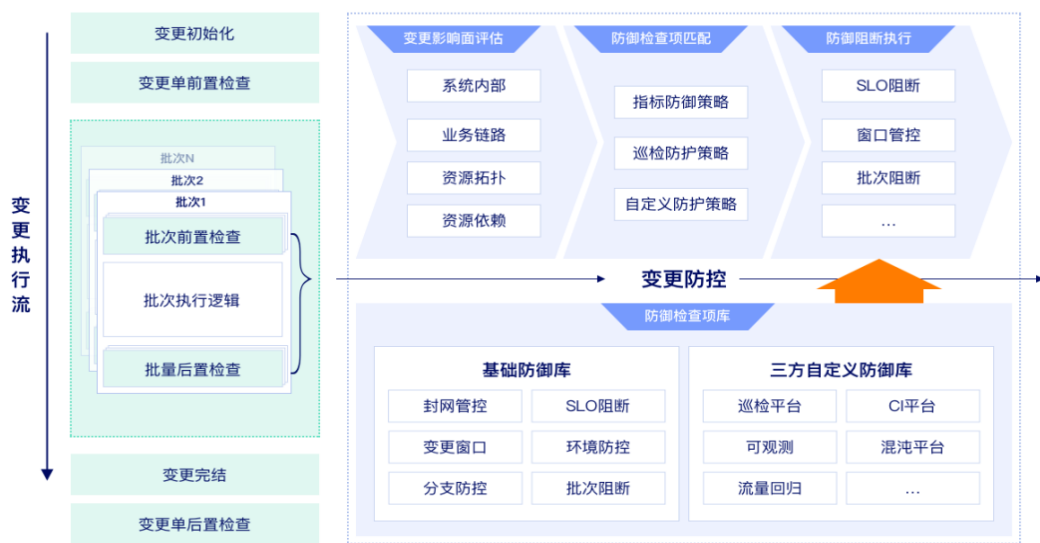 变更执行流
变更初始化
变更单前置检查
批次N
批次2
批次1
批次前置检查
批次执行逻辑
批量后置检查
变更完结
变更单后置检查
变更影响面评估
系统内部
业务链路
资源拓扑
资源依赖
防御检查项匹配
指标防御策略
巡检防护策略
自定义防护策略
防御阻断执行
SLO阻断
窗口管控
批次阻断
...
变更防控
防御检查项库
基础防御库
封网管控
SLO阻断
变更窗口
环境防控
分支防控
批次阻断
三方自定义防御库
巡检平台
CI平台
可观测
混沌平台
流量回归
...